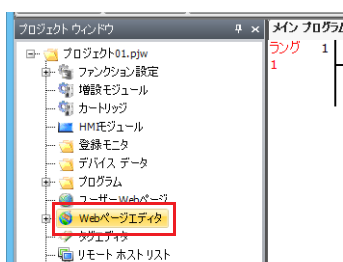 プロジェクト ウィンドウ
メイン プログラム
ラング 1
1
プロジェクト01.pjw
ファンクション設定
増設モジュール
カートリッジ
HMIモジュール
登録モニタ
デバイス データ
プログラム
ユーザーWebページ
Webページエディタ
タグエディタ
リモート ホスト リスト